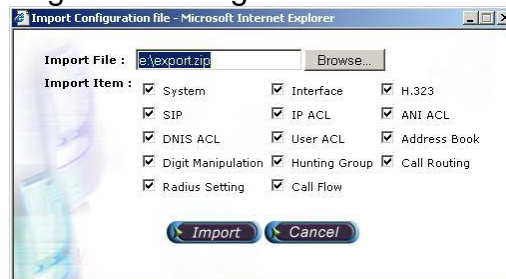 Import Configuration file - Microsoft Internet Explorer
Import File : e:\export.zip Browse...
Import Item : System Interface H.323
SIP IP ACL ANI ACL
DNIS ACL User ACL Address Book
Digit Manipulation Hunting Group Call Routing
Radius Setting Call Flow
Import Cancel